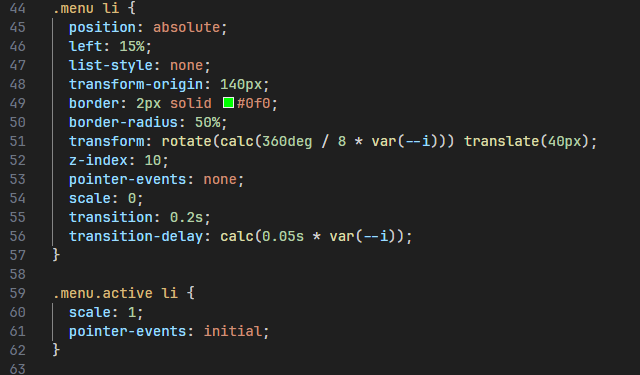 44 .menu li {
45 position: absolute;
46 left: 15%;
47 list-style: none;
48 transform-origin: 140px;
49 border: 2px solid #0f0;
50 border-radius: 50%;
51 transform: rotate(calc(360deg / 8 * var(--i))) translate(40px);
52 z-index: 10;
53 pointer-events: none;
54 scale: 0;
55 transition: 0.2s;
56 transition-delay: calc(0.05s * var(--i));
57 }
58
59 .menu.active li {
60 scale: 1;
61 pointer-events: initial;
62 }
63